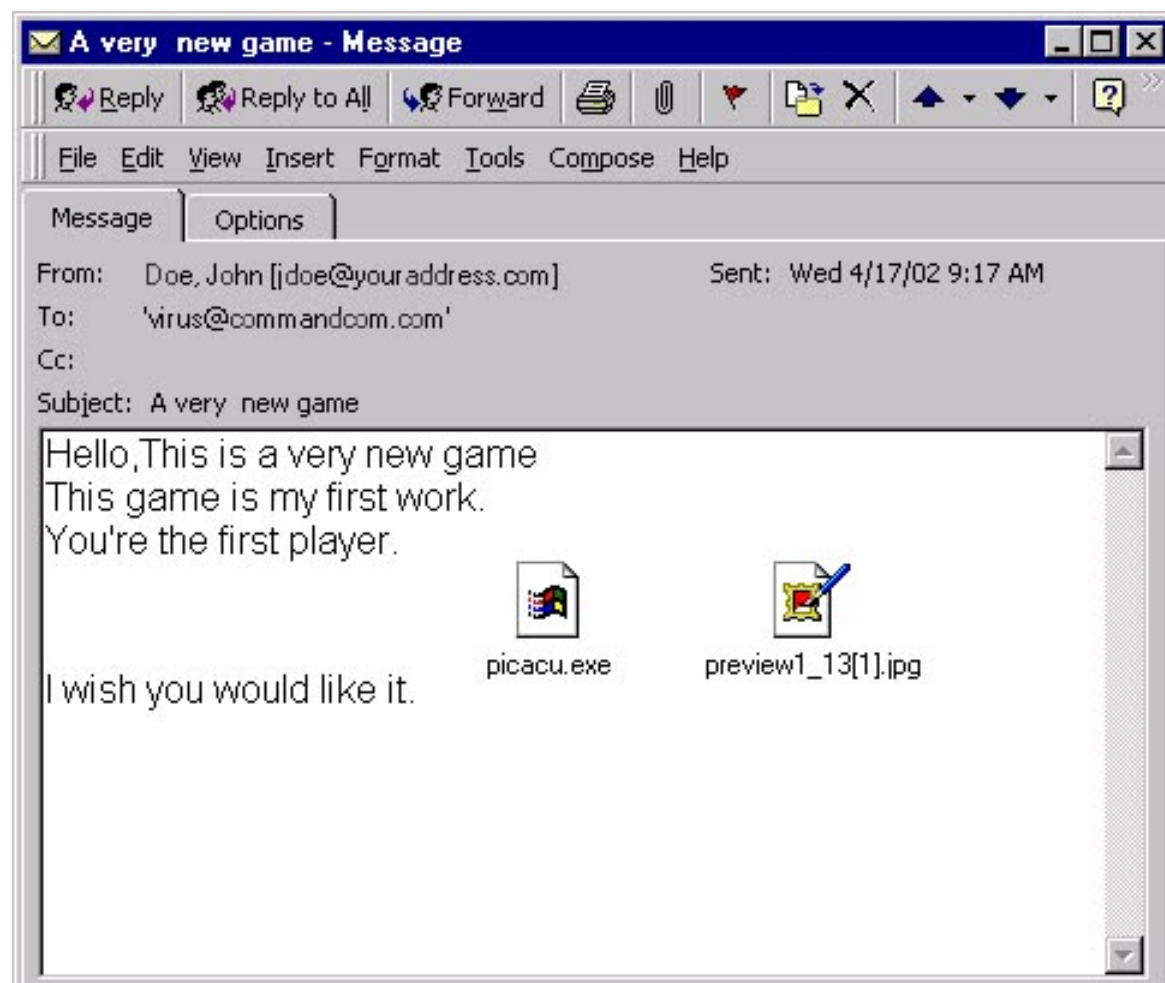 A very  new game - Message
Reply Reply to All Forward
File Edit View Insert Format Tools Compose Help
Message Options
From: Doe, John [jdoe@youraddress.com] Sent: Wed 4/17/02 9:17 AM
To: 'virus@commandcom.com'
Cc:
Subject: A very  new game
Hello,This is a very new game
This game is my first work.
You're the first player.
picacu.exe preview1_13[1].jpg
I wish you would like it.